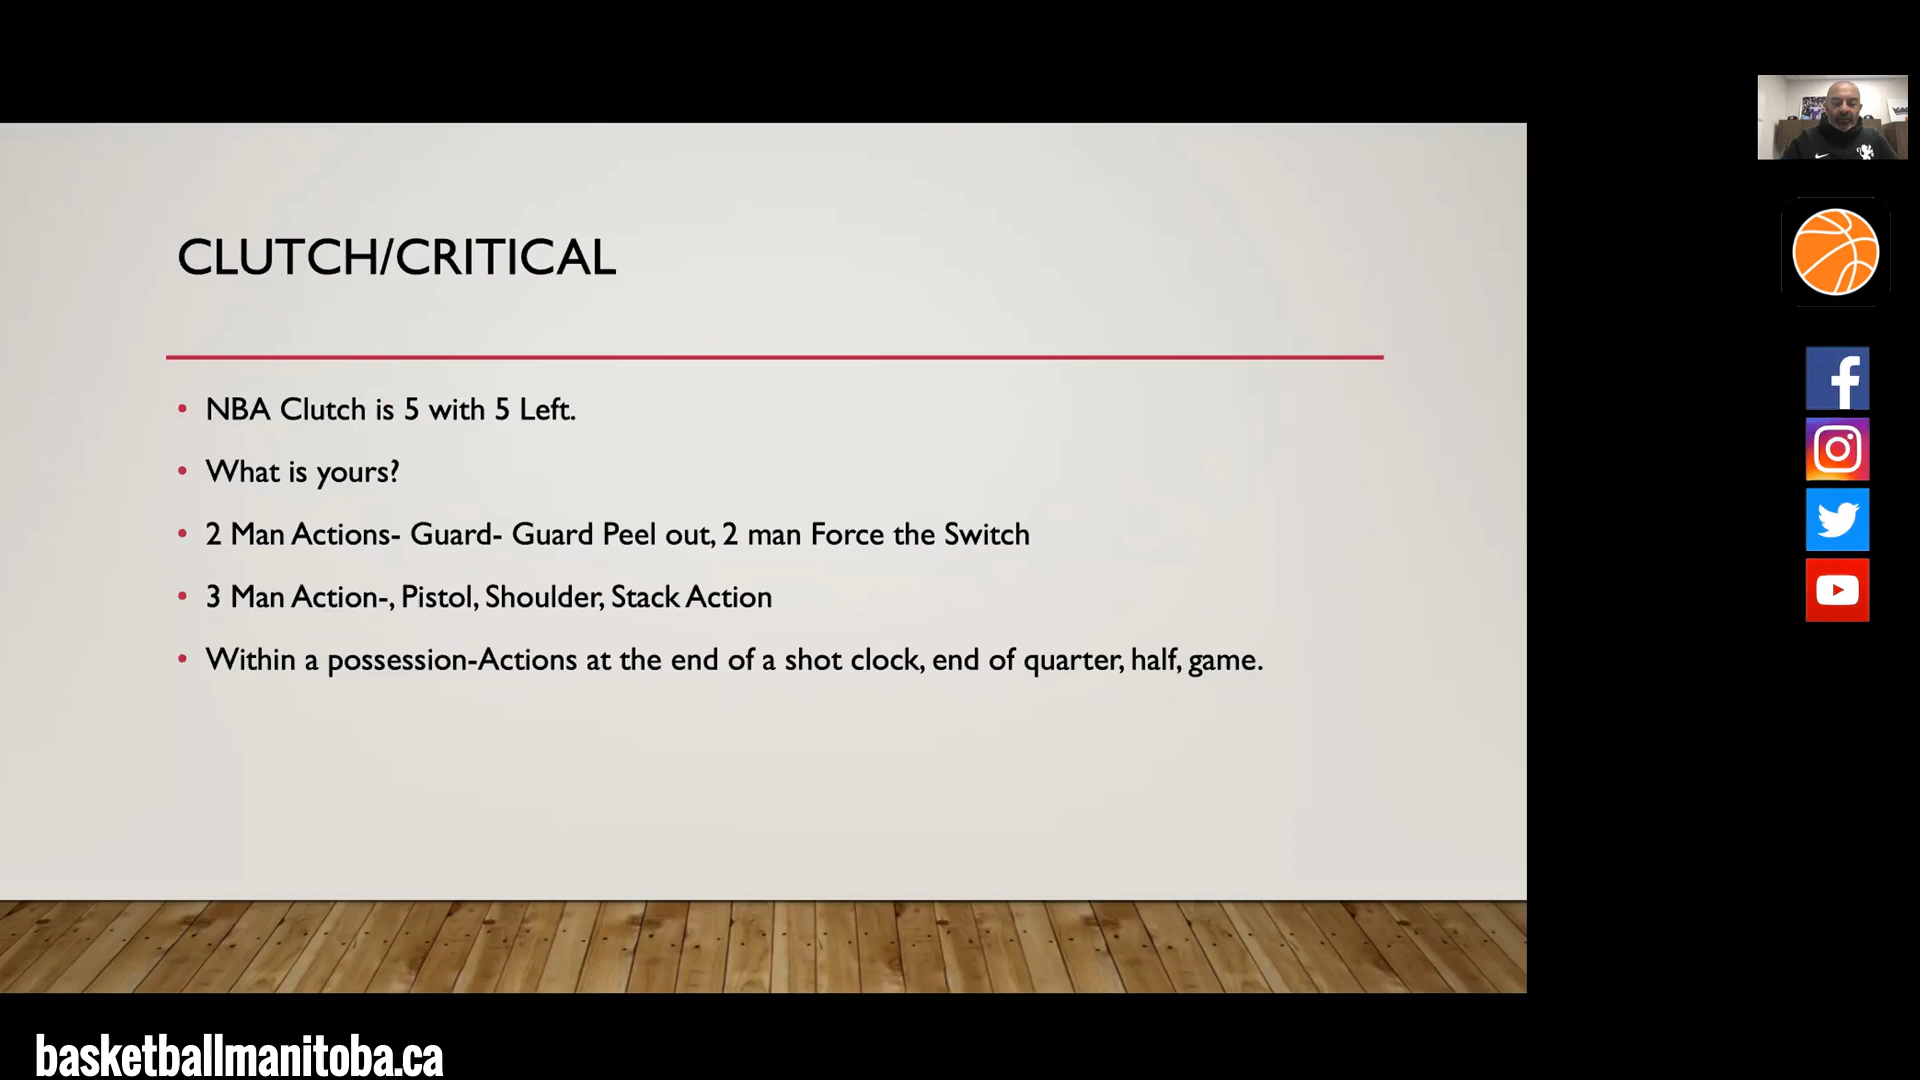 CLUTCH/CRITICAL
• NBA Clutch is 5 with 5 Left.
• What is yours?
• 2 Man Actions- Guard- Guard Peel out, 2 man Force the Switch
• 3 Man Action-, Pistol, Shoulder, Stack Action
• Within a possession-Actions at the end of a shot clock, end of quarter, half, game.
basketballmanitoba.ca